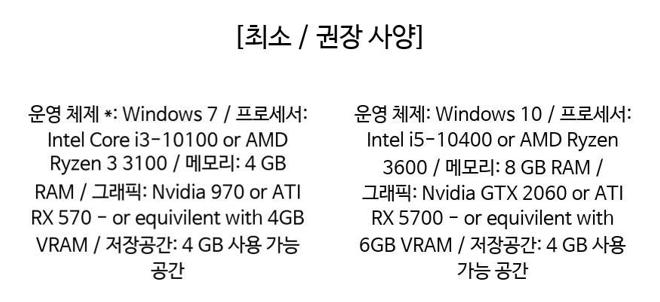 [최소 / 권장 사양]
운영 체제 *: Windows 7 / 프로세서:
Intel Core i3-10100 or AMD
Ryzen 3 3100 / 메모리: 4 GB
RAM / 그래픽: Nvidia 970 or ATI
RX 570 - or equivilent with 4GB
VRAM / 저장공간: 4 GB 사용 가능
공간
운영 체제: Windows 10 / 프로세서:
Intel i5-10400 or AMD Ryzen
3600 / 메모리: 8 GB RAM /
그래픽: Nvidia GTX 2060 or ATI
RX 5700 - or equivilent with
6GB VRAM / 저장공간: 4 GB 사용
가능 공간